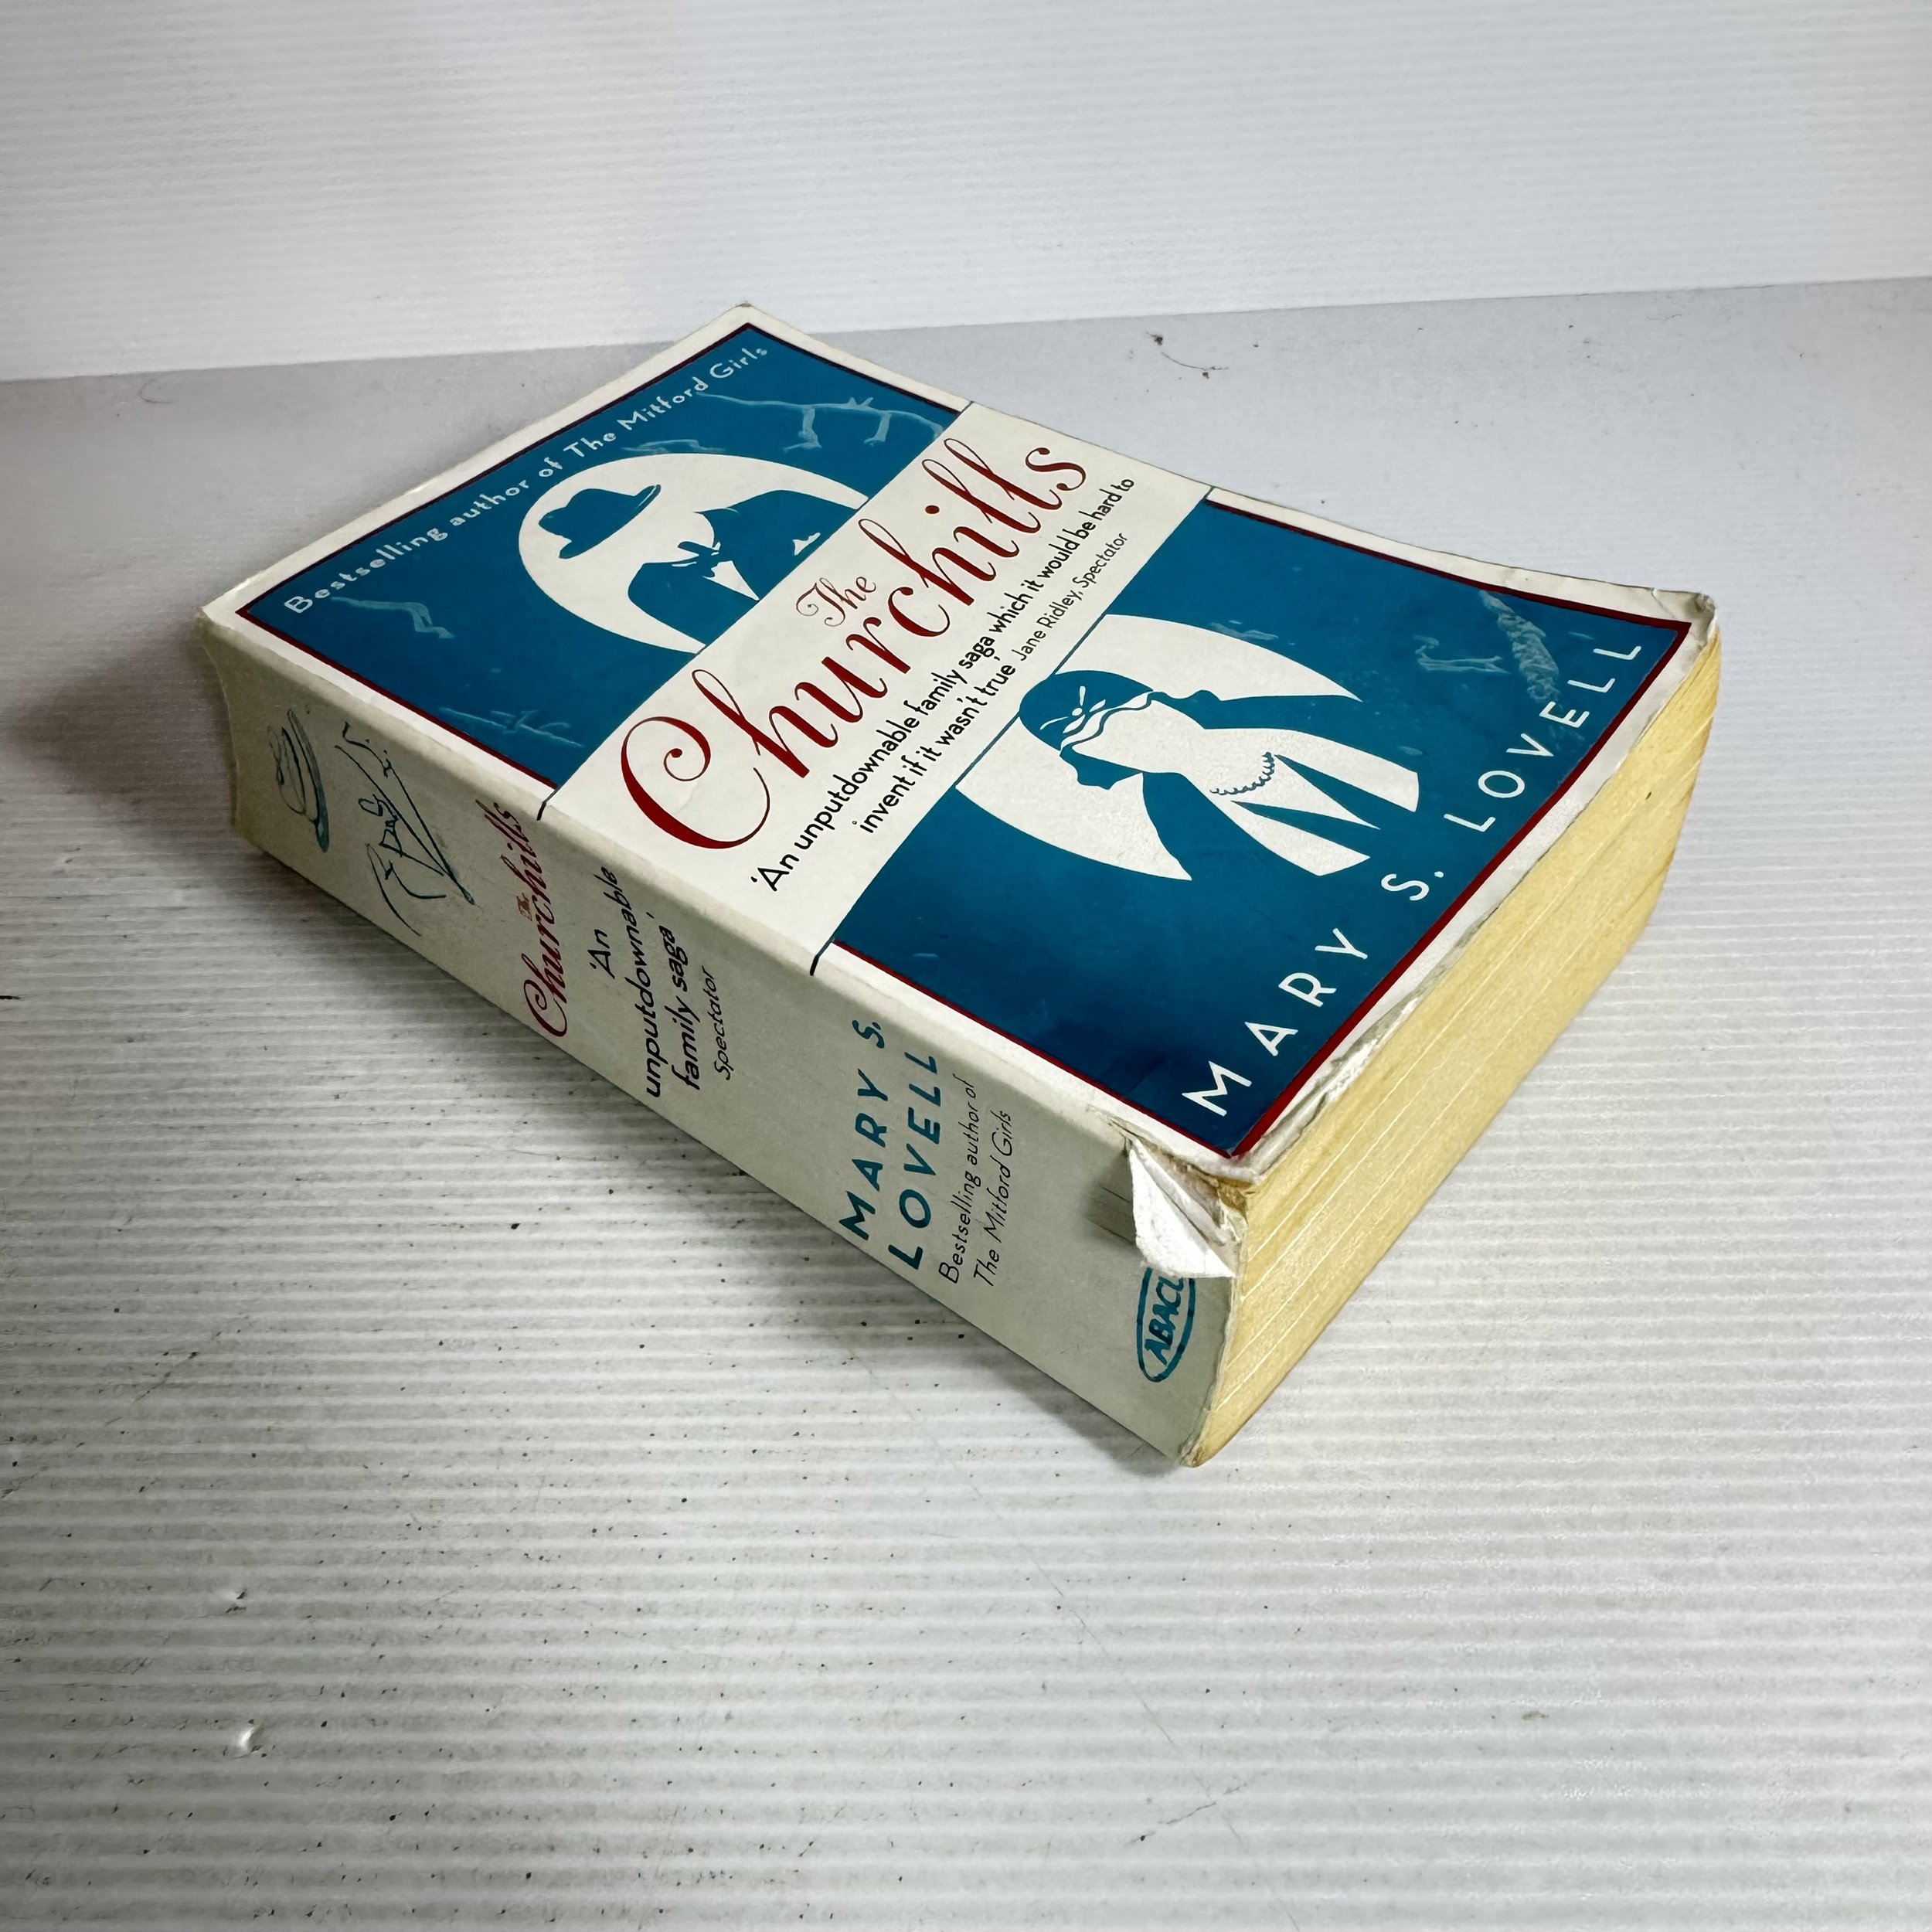 Bestselling author of The Mitford Girls
The
Churchills
'An unputdownable family saga which it would be hard to
invent if it wasn't true' Jane Ridley, Spectator
MARY S. LOVELL
The
Churchills
'An
unputdownable
family saga'
Spectator
MARY S.
LOVELL
Bestselling author of
The Mitford Girls
ABACU